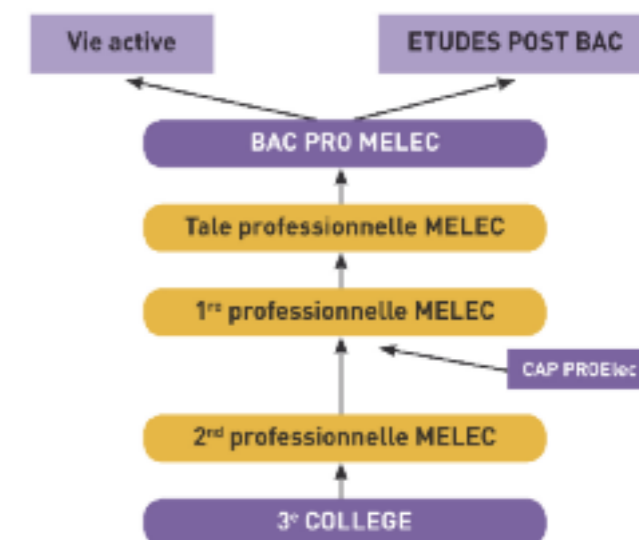 Vie active
ETUDES POST BAC
BAC PRO MELEC
Tale professionnelle MELEC
1re professionnelle MELEC
CAP PROElec
2nd professionnelle MELEC
3e COLLEGE